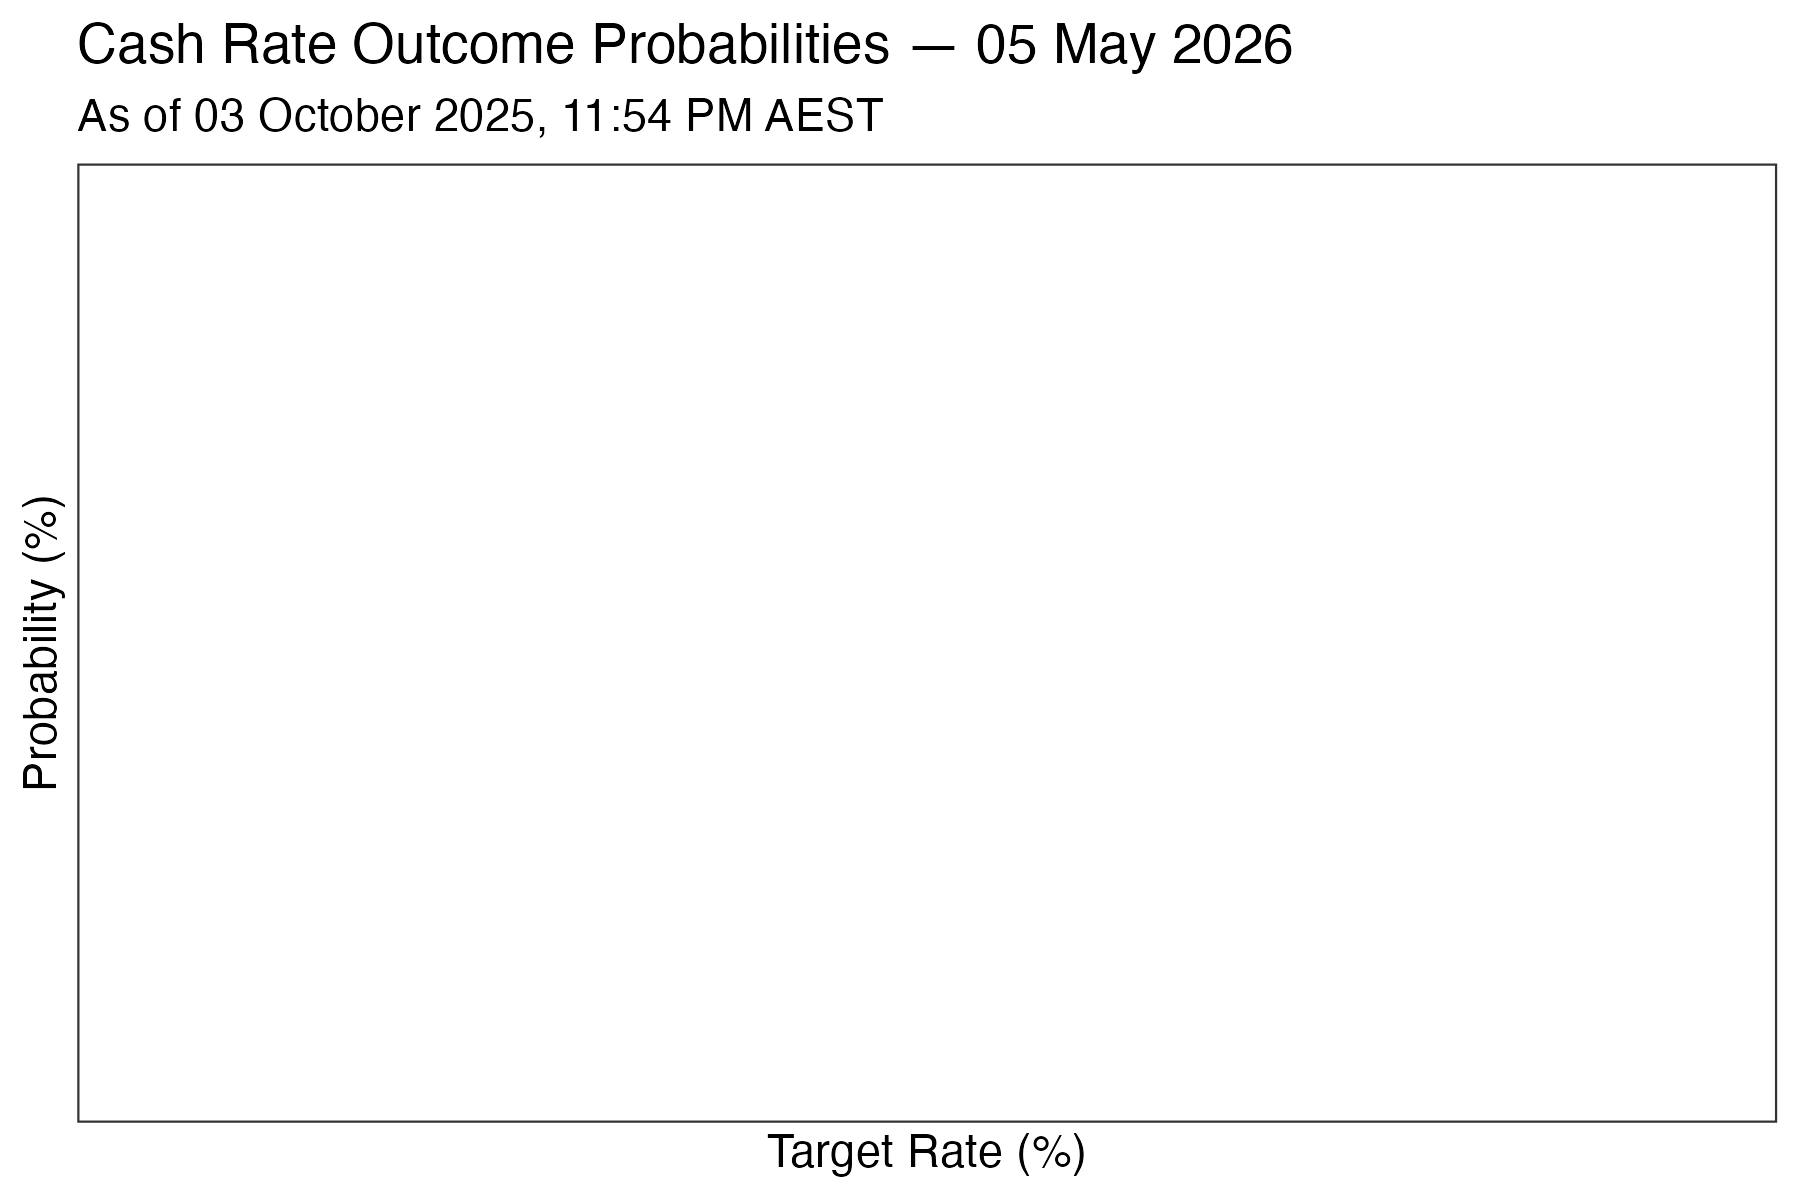 Cash Rate Outcome Probabilities — 05 May 2026
As of 03 October 2025, 11:54 PM AEST
Probability (%)
Target Rate (%)